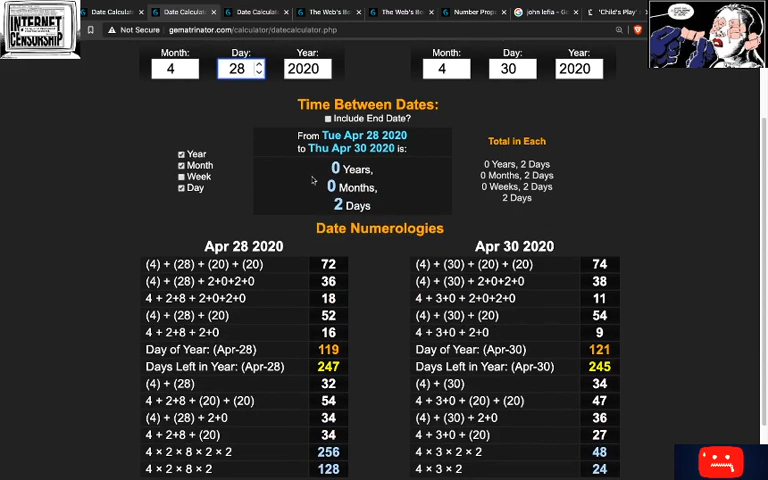 INTERNET
CENSORSHIP
Date Calculat
Date Calculat
Date Calculat
The Web's Be
The Web's Be
Number Prop
john lefia - Go
'Child's Play'
Not Secure
gematrinator.com/calculator/datecalculator.php
Month: Day: Year:
4 28 2020
Month: Day: Year:
4 30 2020
Time Between Dates:
Include End Date?
From Tue Apr 28 2020
to Thu Apr 30 2020 is:
0 Years,
0 Months,
2 Days
Year
Month
Week
Day
Total in Each
0 Years, 2 Days
0 Months, 2 Days
0 Weeks, 2 Days
2 Days
Date Numerologies
Apr 28 2020
(4) + (28) + (20) + (20) 72
(4) + (28) + 2+0+2+0 36
4 + 2+8 + 2+0+2+0 18
(4) + (28) + (20) 52
4 + 2+8 + 2+0 16
Day of Year: (Apr-28) 119
Days Left in Year: (Apr-28) 247
(4) + (28) 32
4 + 2+8 + (20) + (20) 54
(4) + (28) + 2+0 34
4 + 2+8 + (20) 34
4 × 2 × 8 × 2 × 2 256
4 × 2 × 8 × 2 128
Apr 30 2020
(4) + (30) + (20) + (20) 74
(4) + (30) + 2+0+2+0 38
4 + 3+0 + 2+0+2+0 11
(4) + (30) + (20) 54
4 + 3+0 + 2+0 9
Day of Year: (Apr-30) 121
Days Left in Year: (Apr-30) 245
(4) + (30) 34
4 + 3+0 + (20) + (20) 47
(4) + (30) + 2+0 36
4 + 3+0 + (20) 27
4 × 3 × 2 × 2 48
4 × 3 × 2 24